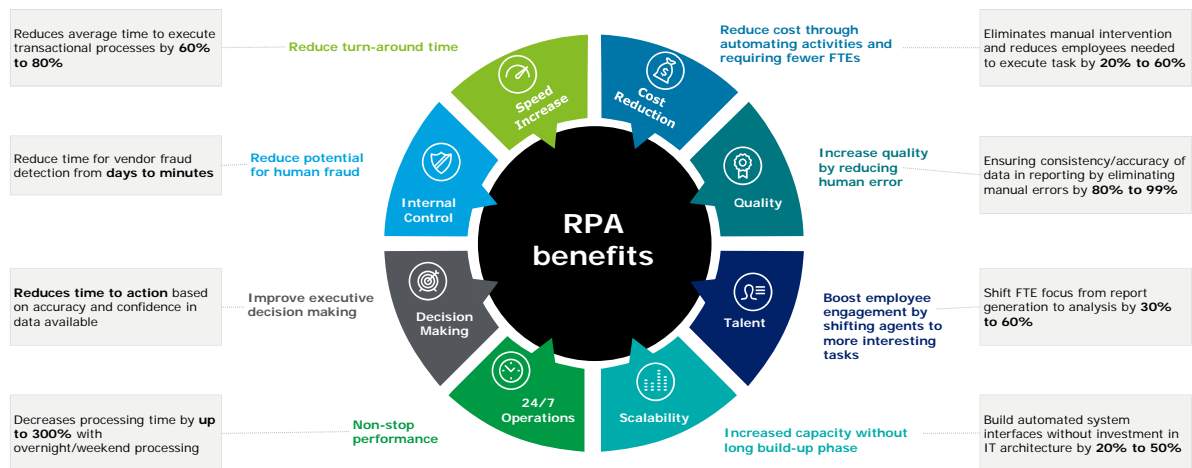 Reduces average time to execute
transactional processes by 60%
to 80%
Reduce turn-around time
Speed
Increase
Cost
Reduction
Reduce cost through
automating activities and
requiring fewer FTEs
Eliminates manual intervention
and reduces employees needed
to execute task by 20% to 60%
Reduce time for vendor fraud
detection from days to minutes
Reduce potential
for human fraud
Internal
Control
Quality
Increase quality
by reducing
human error
Ensuring consistency/accuracy of
data in reporting by eliminating
manual errors by 80% to 99%
RPA
benefits
Reduces time to action based
on accuracy and confidence in
data available
Improve executive
decision making
Decision
Making
Talent
Boost employee
engagement by
shifting agents to
more interesting
tasks
Shift FTE focus from report
generation to analysis by 30%
to 60%
Decreases processing time by up
to 300% with
overnight/weekend processing
Non-stop
performance
24/7
Operations
Scalability
Increased capacity without
long build-up phase
Build automated system
interfaces without investment in
IT architecture by 20% to 50%